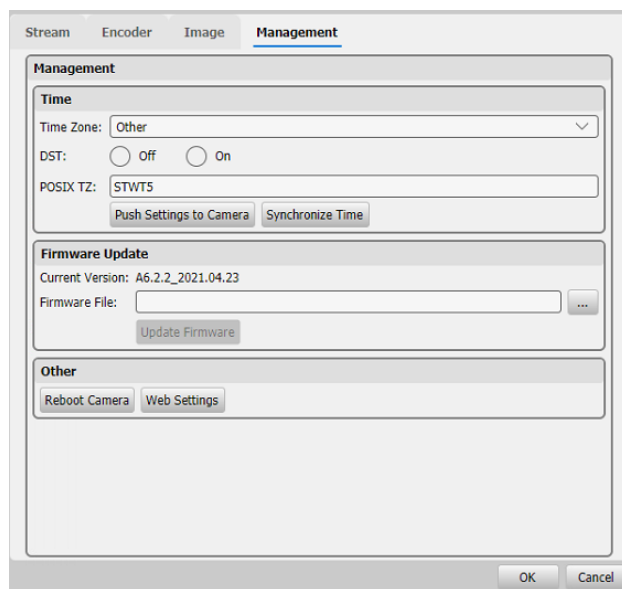 Stream Encoder Image Management
Management
Time
Time Zone: Other
DST: Off On
POSIX TZ: STWT5
Push Settings to Camera Synchronize Time
Firmware Update
Current Version: A6.2.2_2021.04.23
Firmware File: ...
Update Firmware
Other
Reboot Camera Web Settings
OK Cancel